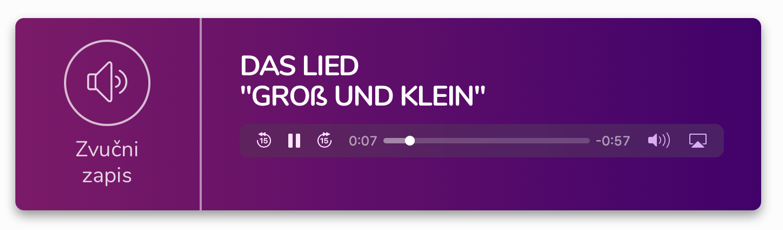 Zvučni
zapis
DAS LIED
"GROß UND KLEIN"
15
15
0:07
-0:57